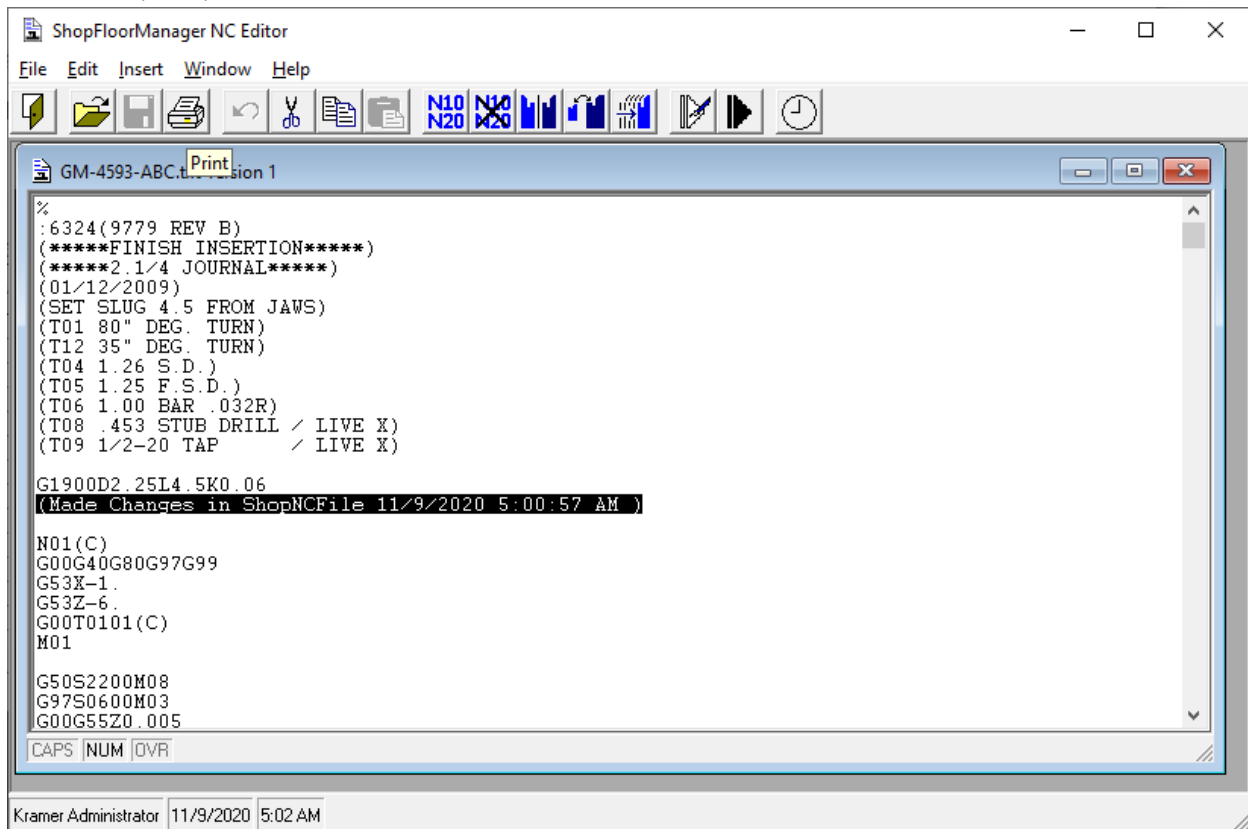 ShopFloorManager NC Editor
File Edit Insert Window Help
N10 N10
N20 N20
Print
GM-4593-ABC.t sion 1
%
:6324(9779 REV B)
(*****FINISH INSERTION*****)
(*****2.1/4 JOURNAL*****)
(01/12/2009)
(SET SLUG 4.5 FROM JAWS)
(T01 80" DEG. TURN)
(T12 35" DEG. TURN)
(T04 1.26 S.D.)
(T05 1.25 F.S.D.)
(T06 1.00 BAR .032R)
(T08 .453 STUB DRILL / LIVE X)
(T09 1/2-20 TAP / LIVE X)
G1900D2.25L4.5K0.06
(Made Changes in ShopNCFile 11/9/2020 5:00:57 AM )
N01(C)
G00G40G80G97G99
G53X-1.
G53Z-6.
G00T0101(C)
M01
G50S2200M08
G97S0600M03
G00G55Z0.005
CAPS NUM OVR
Kramer Administrator 11/9/2020 5:02 AM